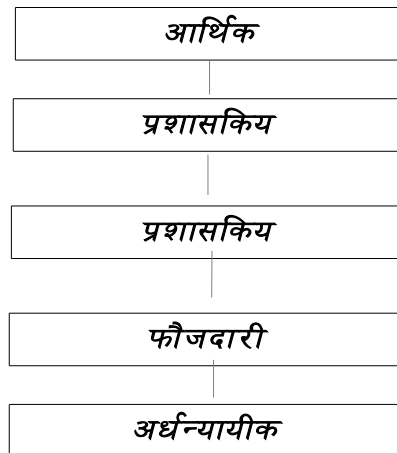 आर्थिक
प्रशासकिय
प्रशासकिय
फौजदारी
अर्धन्यायीक